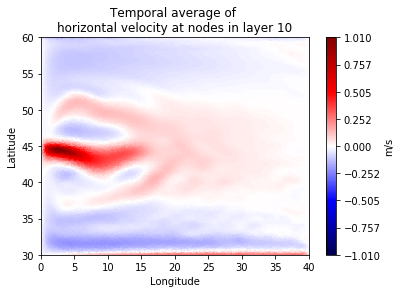 Temporal average of
horizontal velocity at nodes in layer 10
60
55
50
45
40
35
30
Latitude
0 5 10 15 20 25 30 35 40
Longitude
1.010
0.757
0.505
0.252
0.000
−0.252
−0.505
−0.757
−1.010
m/s